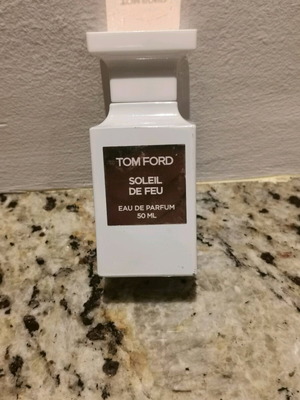 TOM FORD
SOLEIL
DE FEU
EAU DE PARFUM
50 ML